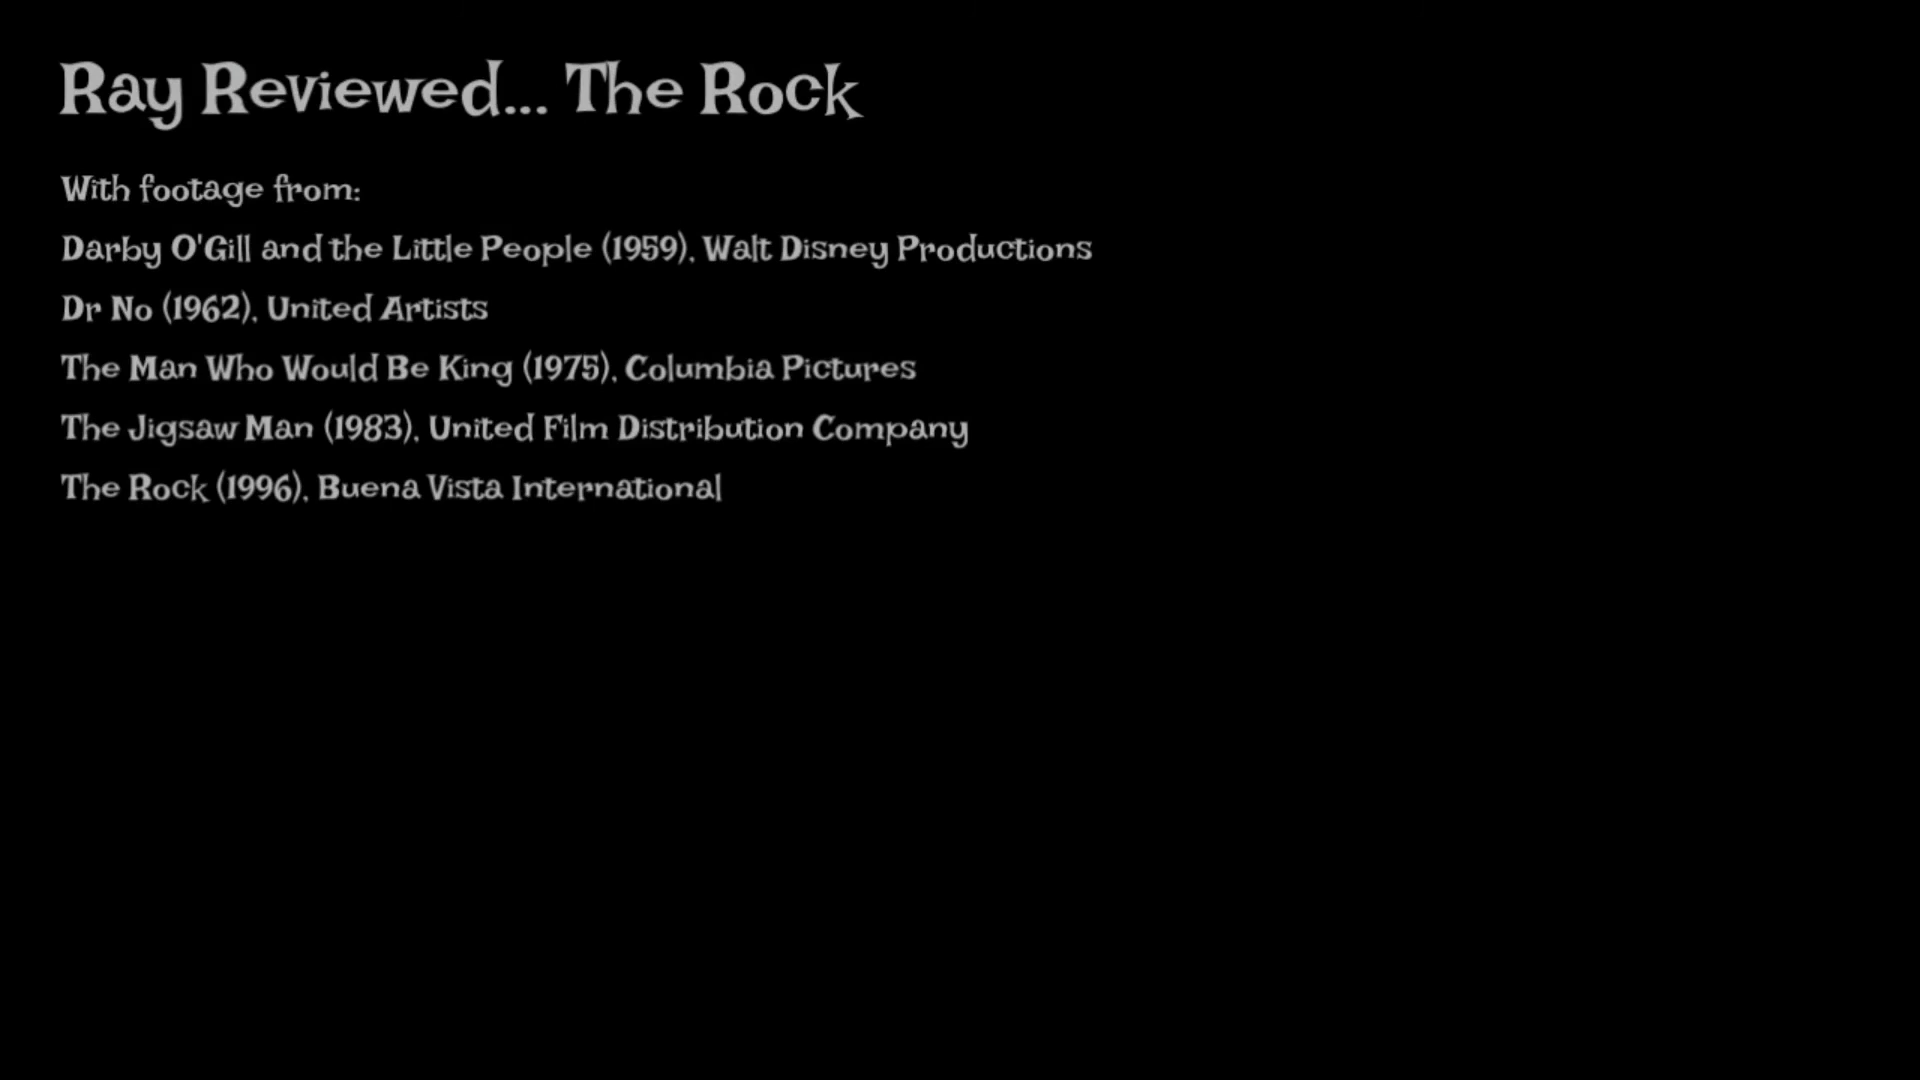 Ray Reviewed... The Rock
With footage from:
Darby O'Gill and the Little People (1959), Walt Disney Productions
Dr No (1962), United Artists
The Man Who Would Be King (1975), Columbia Pictures
The Jigsaw Man (1983), United Film Distribution Company
The Rock (1996), Buena Vista International